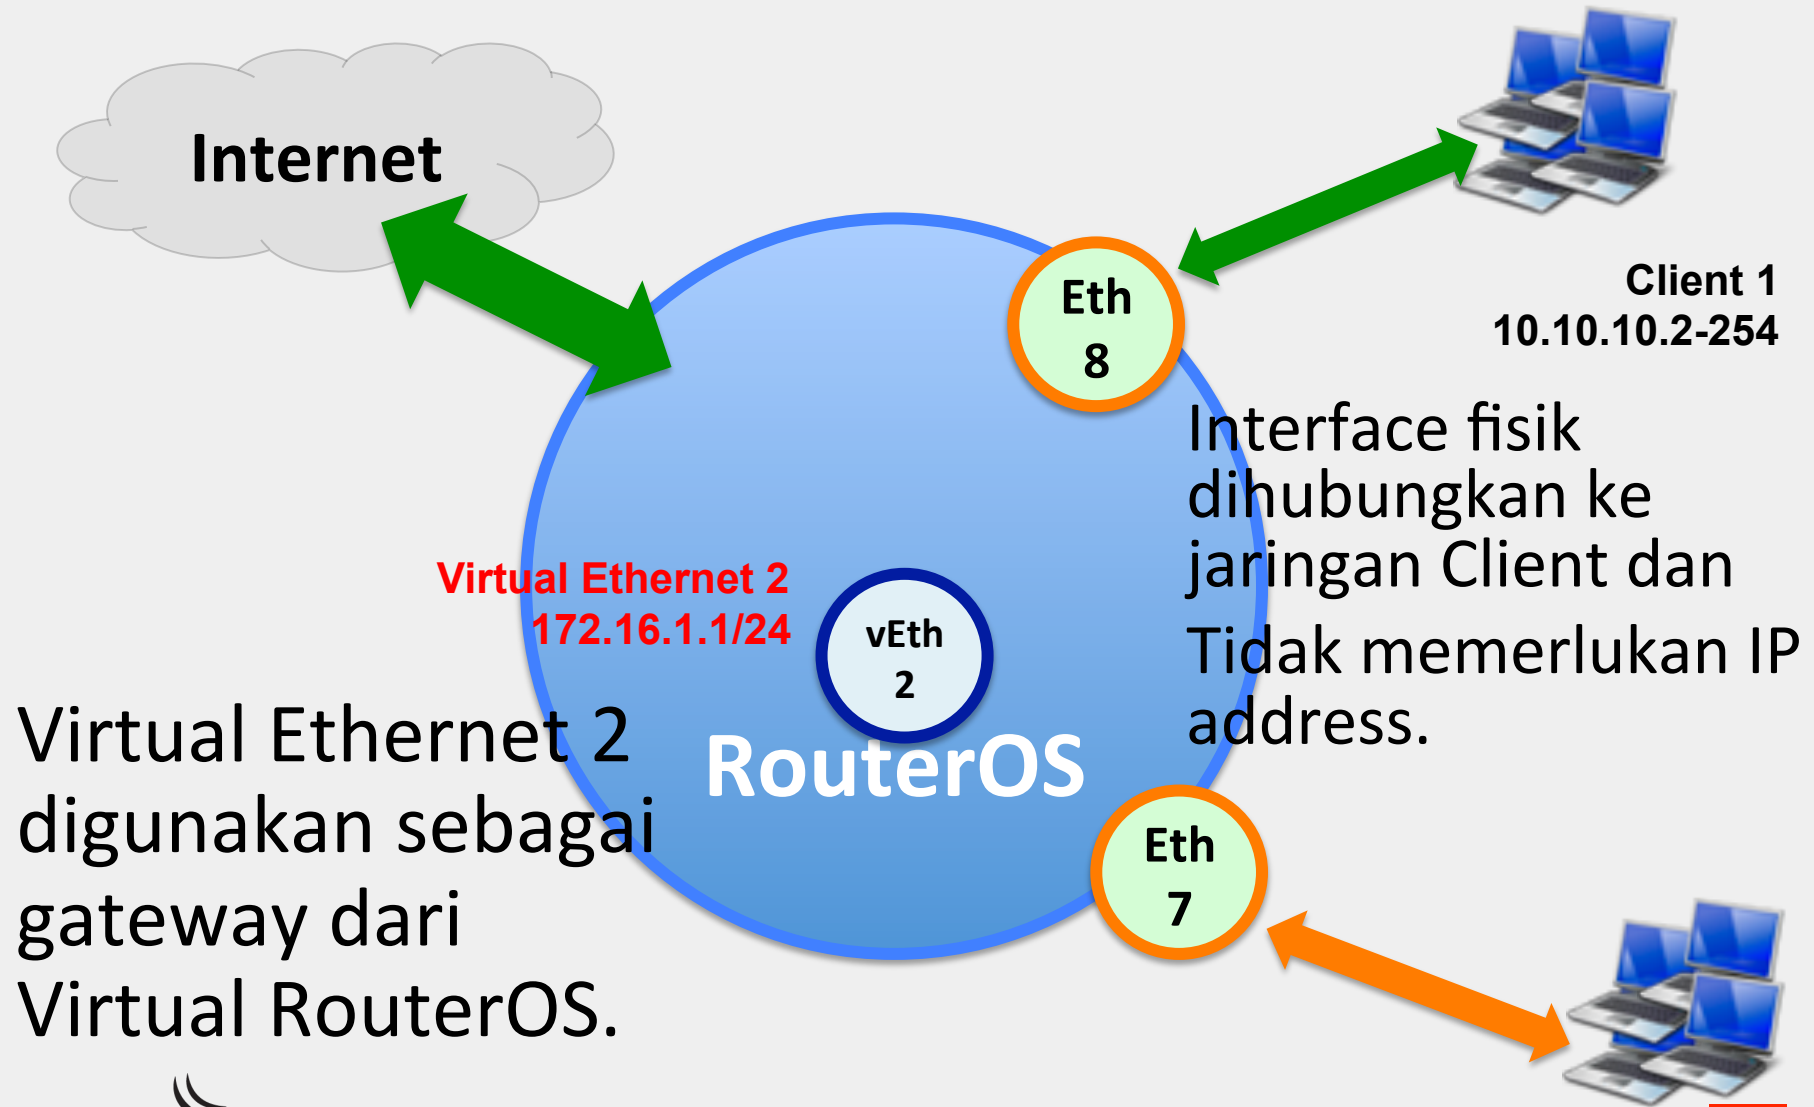 Internet
Eth
8
Client 1
10.10.10.2-254
Interface fisik
dihubungkan ke
jaringan Client dan
Tidak memerlukan IP
address.
Virtual Ethernet 2
172.16.1.1/24
vEth
2
RouterOS
Virtual Ethernet 2
digunakan sebagai
gateway dari
Virtual RouterOS.
Eth
7